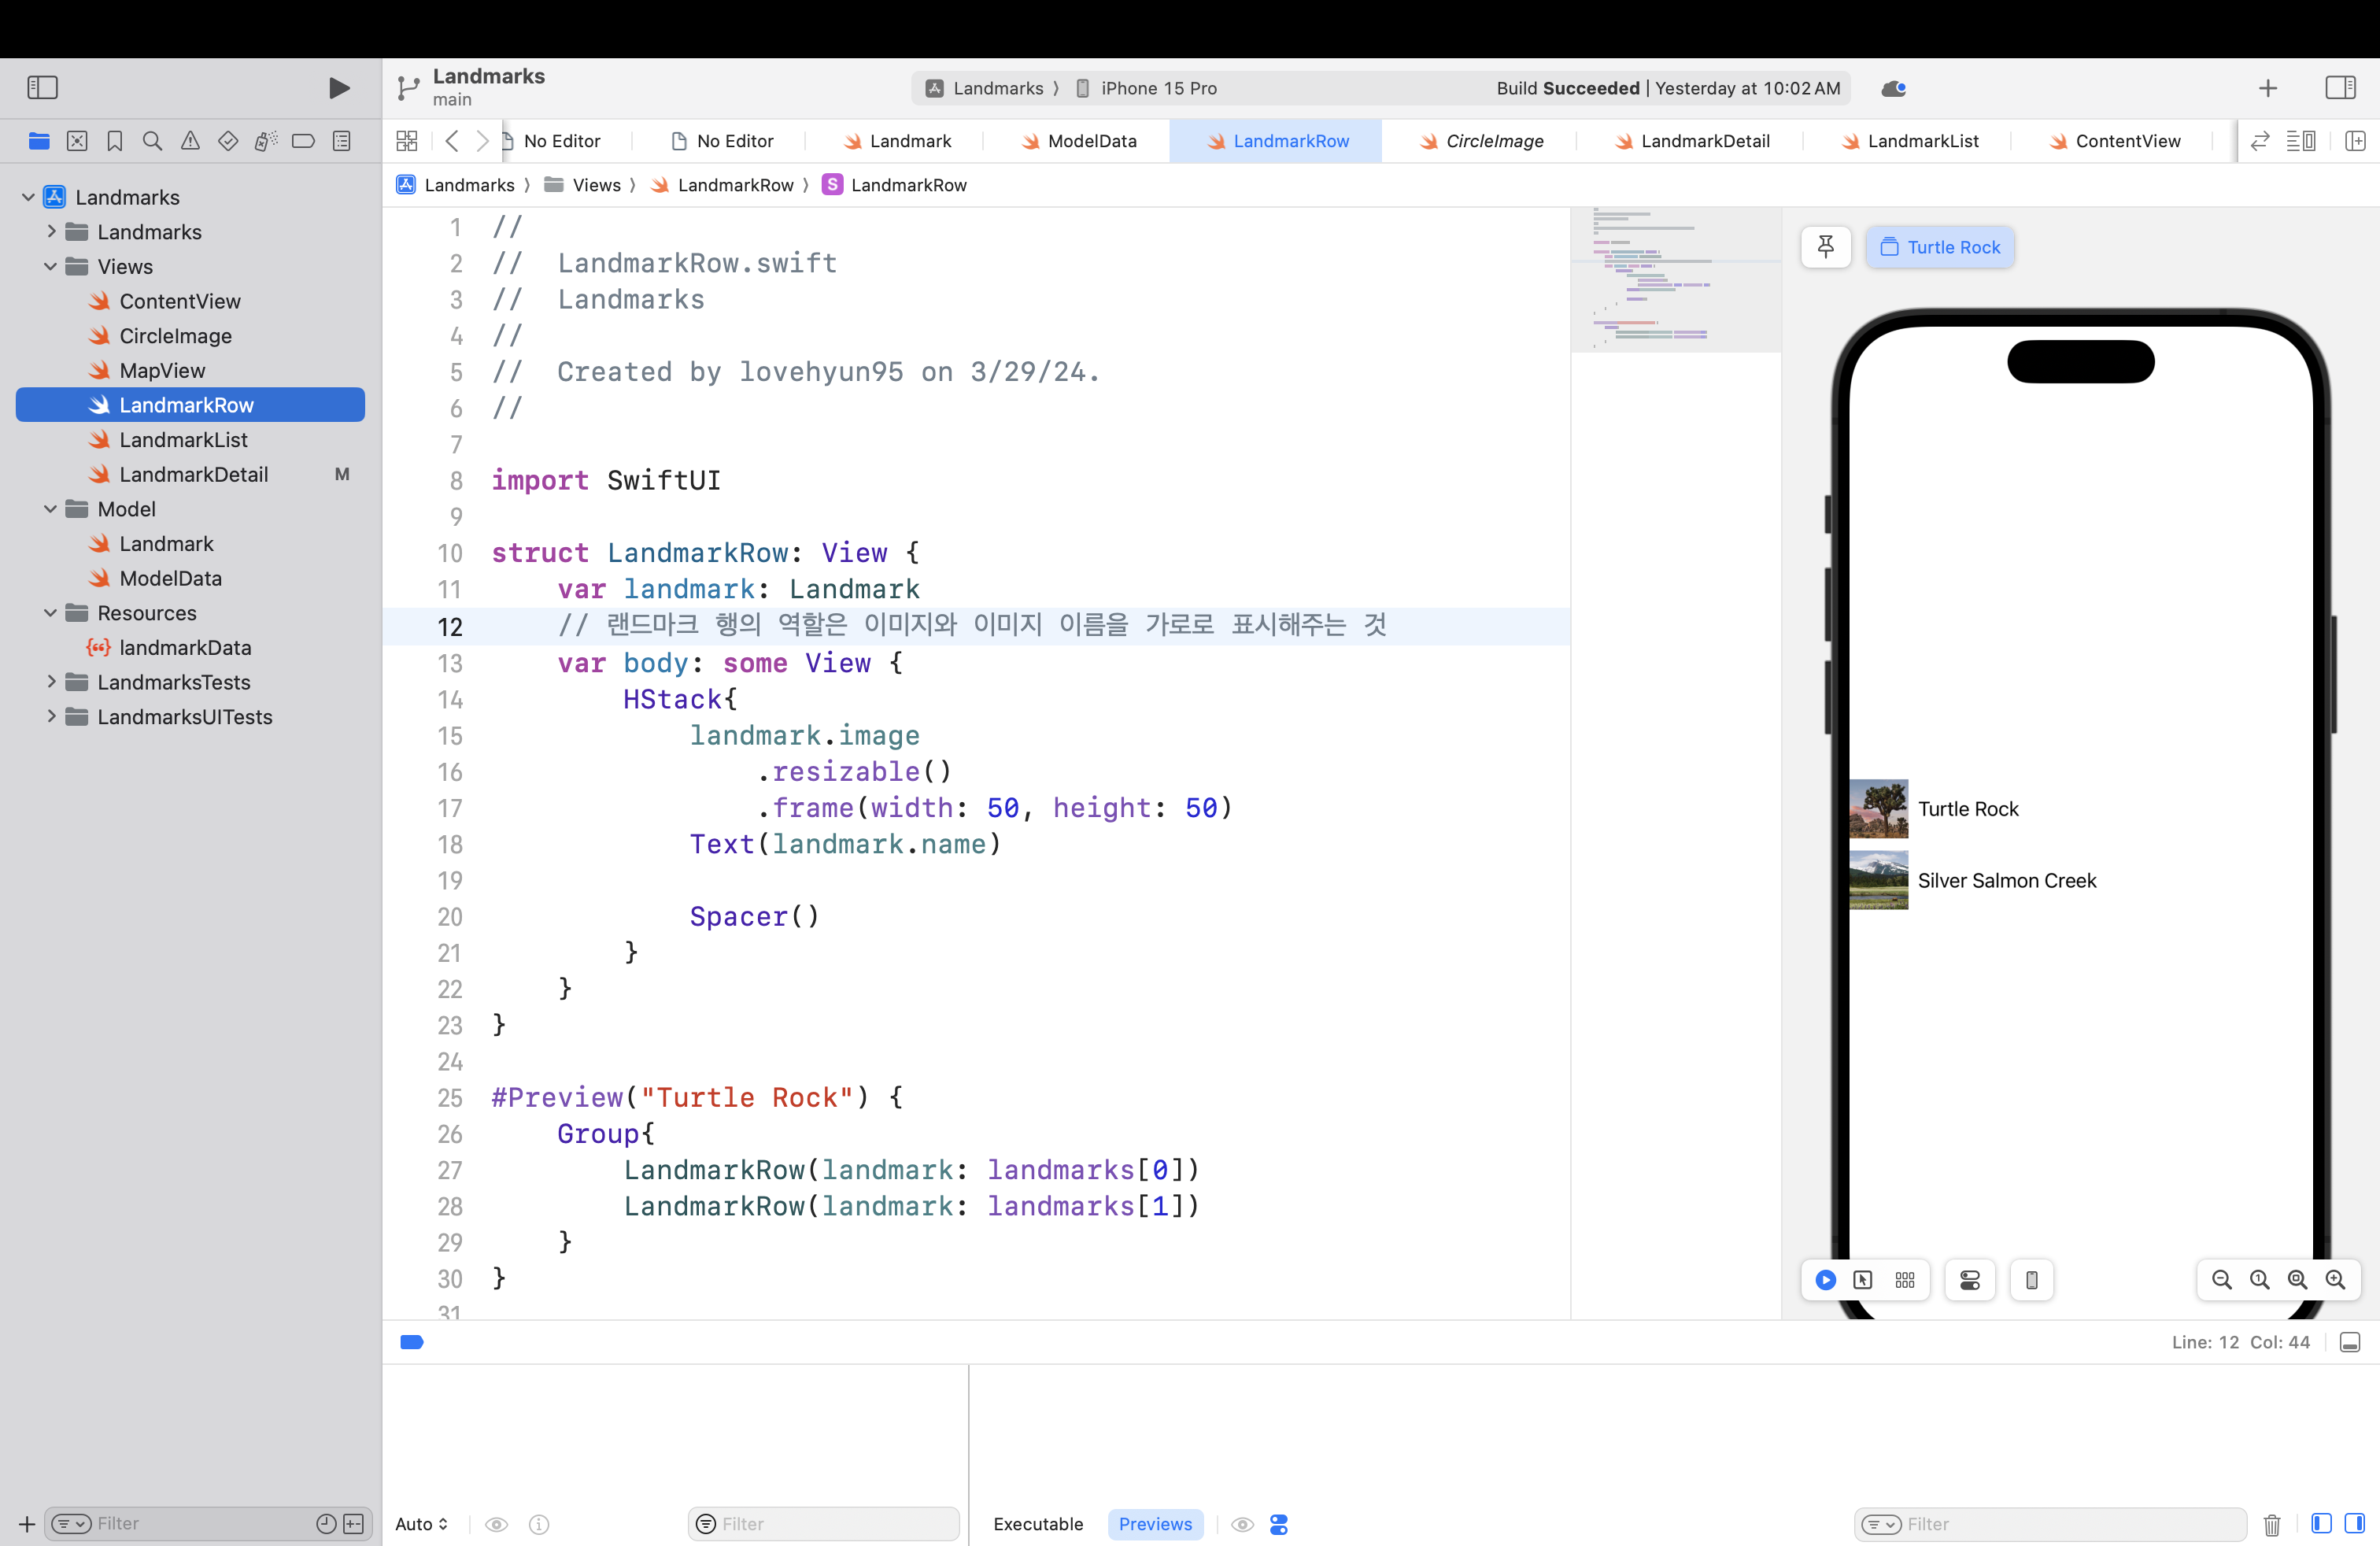 Landmarks
main
Landmarks 〉 iPhone 15 Pro
Build Succeeded | Yesterday at 10:02 AM
No Editor
No Editor
Landmark
ModelData
LandmarkRow
CircleImage
LandmarkDetail
LandmarkList
ContentView
Landmarks 〉 Views 〉 LandmarkRow 〉 S LandmarkRow
Landmarks
Landmarks
Views
ContentView
CircleImage
MapView
LandmarkRow
LandmarkList
LandmarkDetail M
Model
Landmark
ModelData
Resources
landmarkData
LandmarksTests
LandmarksUITests
Filter
1 //
2 //  LandmarkRow.swift
3 //  Landmarks
4 //
5 //  Created by lovehyun95 on 3/29/24.
6 //
7
8 import SwiftUI
9
10 struct LandmarkRow: View {
11     var landmark: Landmark
12     // 랜드마크 행의 역할은 이미지와 이미지 이름을 가로로 표시해주는 것
13     var body: some View {
14         HStack{
15             landmark.image
16                 .resizable()
17                 .frame(width: 50, height: 50)
18             Text(landmark.name)
19
20             Spacer()
21         }
22     }
23 }
24
25 #Preview("Turtle Rock") {
26     Group{
27         LandmarkRow(landmark: landmarks[0])
28         LandmarkRow(landmark: landmarks[1])
29     }
30 }
31
Turtle Rock
Turtle Rock
Silver Salmon Creek
Line: 12 Col: 44
Auto
Filter
Executable
Previews
Filter